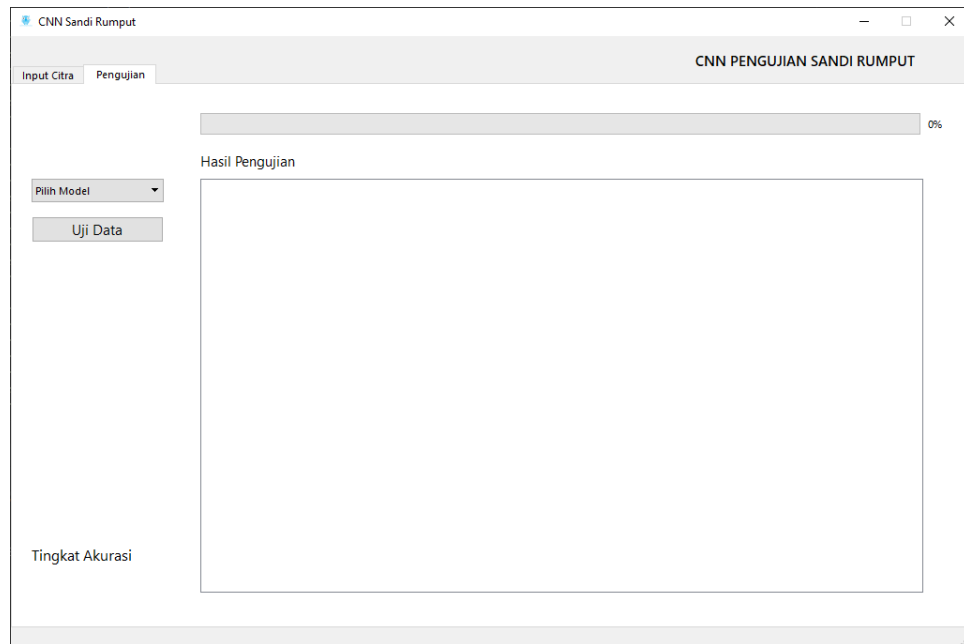 CNN Sandi Rumput
CNN PENGUJIAN SANDI RUMPUT
Input Citra
Pengujian
0%
Hasil Pengujian
Pilih Model
Uji Data
Tingkat Akurasi